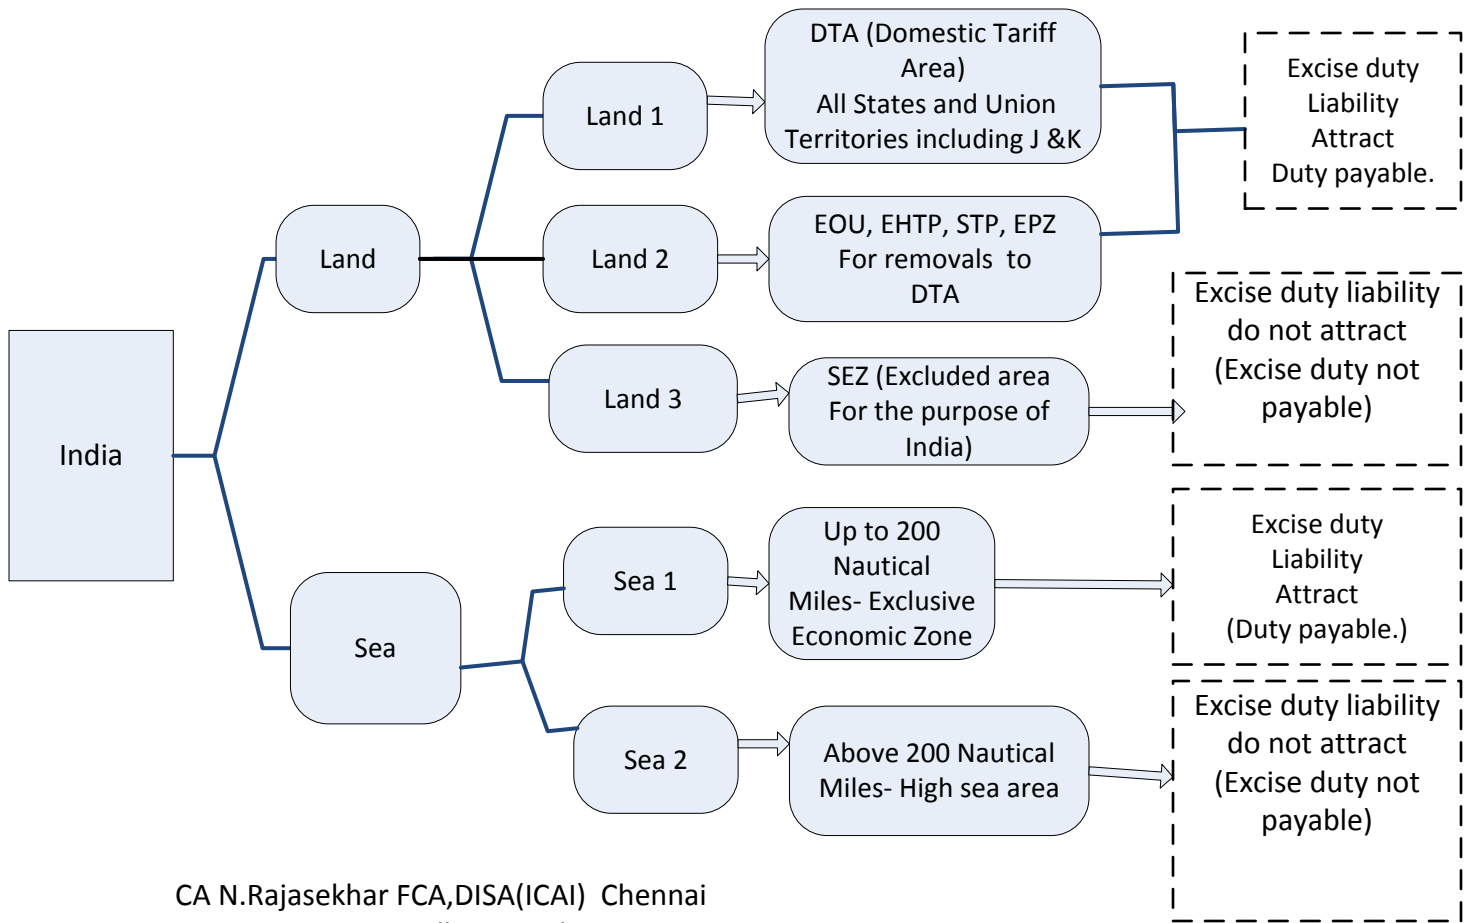 India
Land
Sea
Land 1
Land 2
Land 3
Sea 1
Sea 2
DTA (Domestic Tariff
Area)
All States and Union
Territories including J &K
EOU, EHTP, STP, EPZ
For removals to
DTA
SEZ (Excluded area
For the purpose of
India)
Up to 200
Nautical
Miles- Exclusive
Economic Zone
Above 200 Nautical
Miles- High sea area
Excise duty
Liability
Attract
Duty payable.
Excise duty liability
do not attract
(Excise duty not
payable)
Excise duty
Liability
Attract
(Duty payable.)
Excise duty liability
do not attract
(Excise duty not
payable)
CA N.Rajasekhar FCA,DISA(ICAI) Chennai